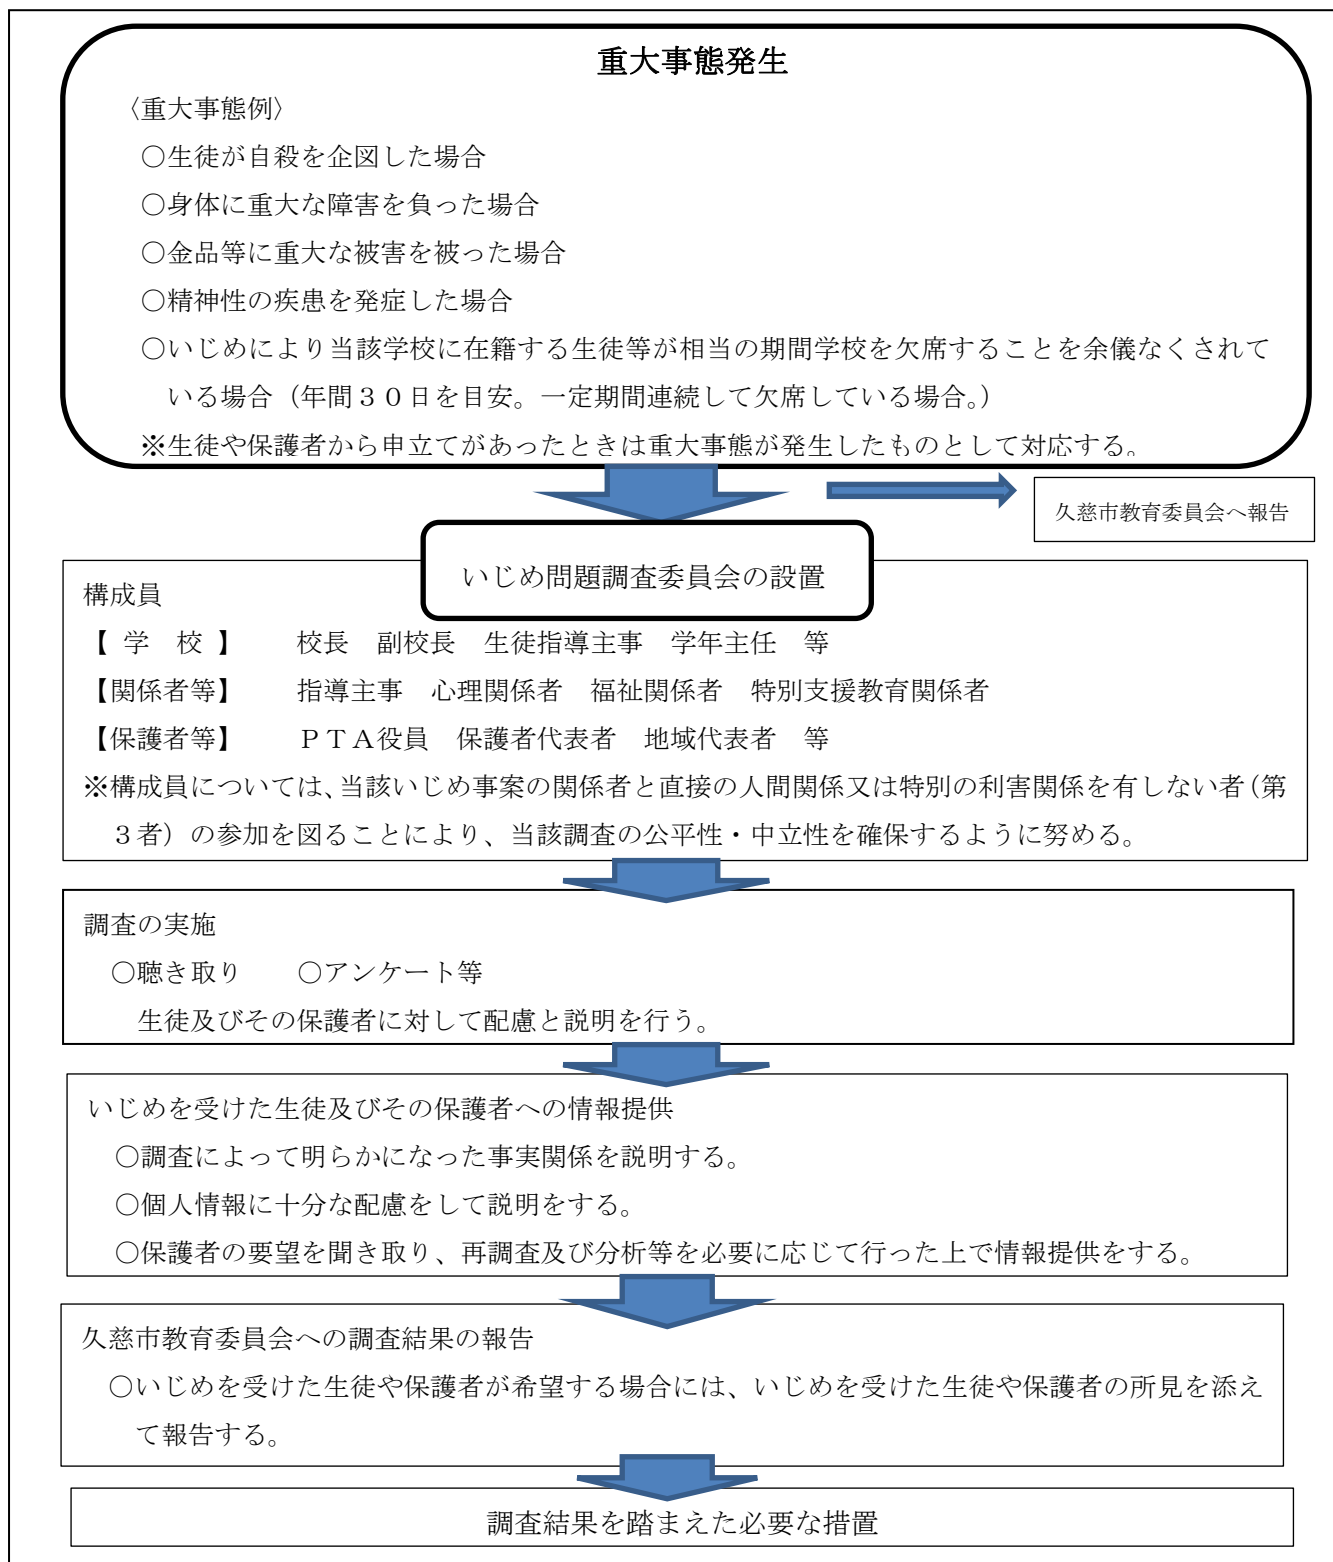 重大事態発生
〈重大事態例〉
○生徒が自殺を企図した場合
○身体に重大な障害を負った場合
○金品等に重大な被害を被った場合
○精神性の疾患を発症した場合
○いじめにより当該学校に在籍する生徒等が相当の期間学校を欠席することを余儀なくされて
いる場合（年間３０日を目安。一定期間連続して欠席している場合。）
※生徒や保護者から申立てがあったときは重大事態が発生したものとして対応する。
久慈市教育委員会へ報告
いじめ問題調査委員会の設置
構成員
【 学　校 】　　校長　副校長　生徒指導主事　学年主任　等
【関係者等】　　指導主事　心理関係者　福祉関係者　特別支援教育関係者
【保護者等】　　ＰＴＡ役員　保護者代表者　地域代表者　等
※構成員については、当該いじめ事案の関係者と直接の人間関係又は特別の利害関係を有しない者（第
３者）の参加を図ることにより、当該調査の公平性・中立性を確保するように努める。
調査の実施
○聴き取り　　○アンケート等
生徒及びその保護者に対して配慮と説明を行う。
いじめを受けた生徒及びその保護者への情報提供
○調査によって明らかになった事実関係を説明する。
○個人情報に十分な配慮をして説明をする。
○保護者の要望を聞き取り、再調査及び分析等を必要に応じて行った上で情報提供をする。
久慈市教育委員会への調査結果の報告
○いじめを受けた生徒や保護者が希望する場合には、いじめを受けた生徒や保護者の所見を添え
て報告する。
調査結果を踏まえた必要な措置